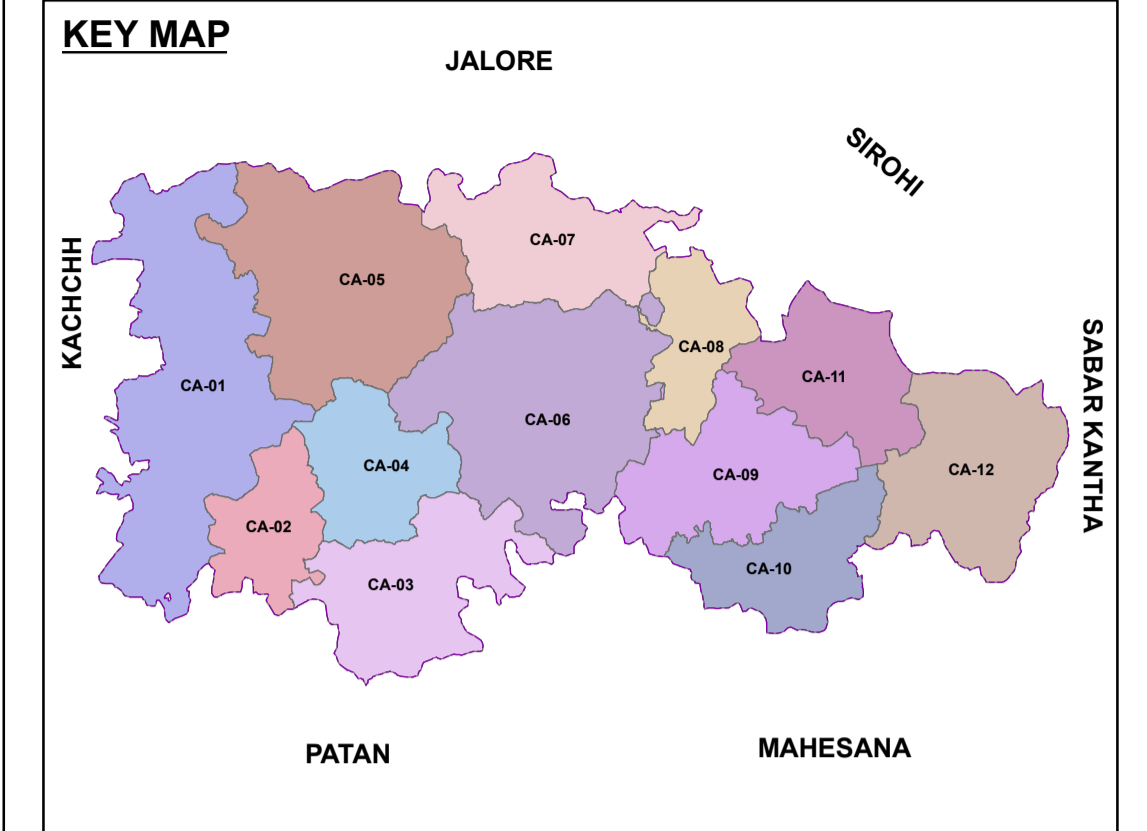 KEY MAP
JALORE
SIROHI
KACHCHH
SABAR KANTHA
CA-07
CA-05
CA-08
CA-11
CA-01
CA-06
CA-04
CA-09
CA-12
CA-02
CA-10
CA-03
PATAN
MAHESANA